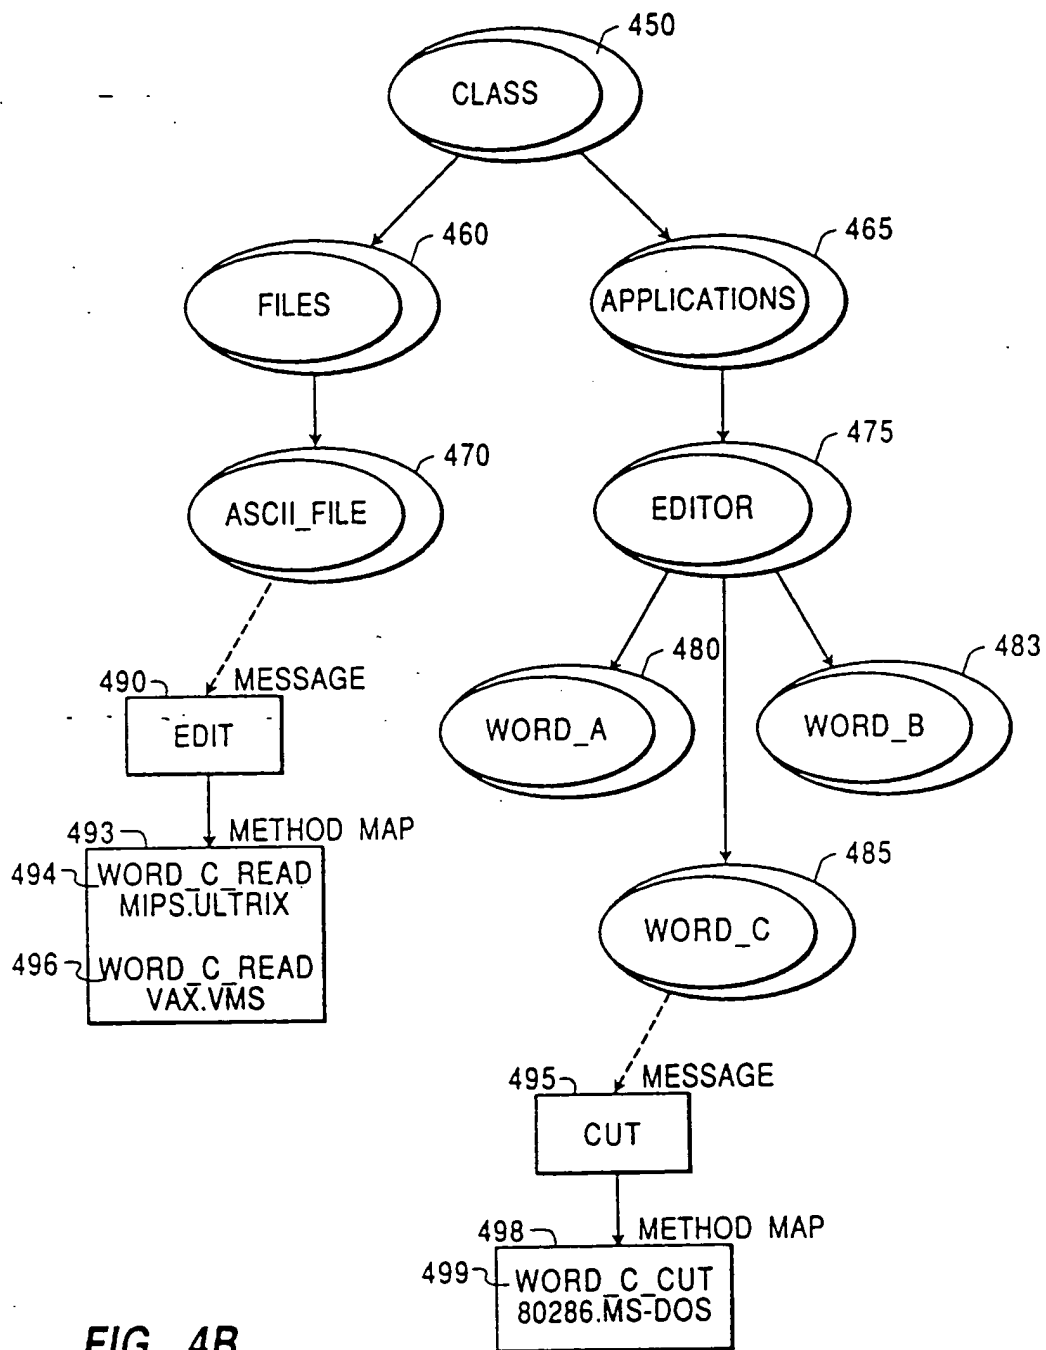 450
CLASS
460
465
FILES
APPLICATIONS
470
475
ASCII_FILE
EDITOR
480
483
490
MESSAGE
EDIT
WORD_A
WORD_B
493
METHOD MAP
494
WORD_C_READ
MIPS.ULTRIX
496
WORD_C_READ
VAX.VMS
485
WORD_C
495
MESSAGE
CUT
498
METHOD MAP
499
WORD_C_CUT
80286.MS-DOS
FIG. 4B